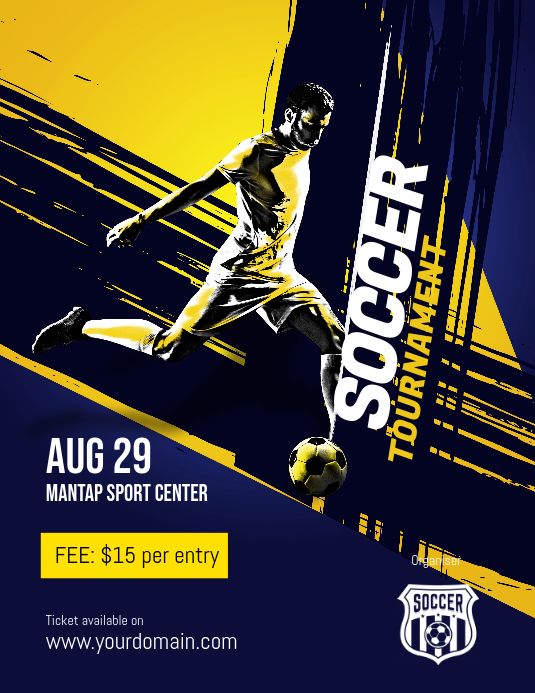 SOCCER
TOURNAMENT
AUG 29
MANTAP SPORT CENTER
FEE: $15 per entry
Ticket available on
www.yourdomain.com
Organiser
SOCCER